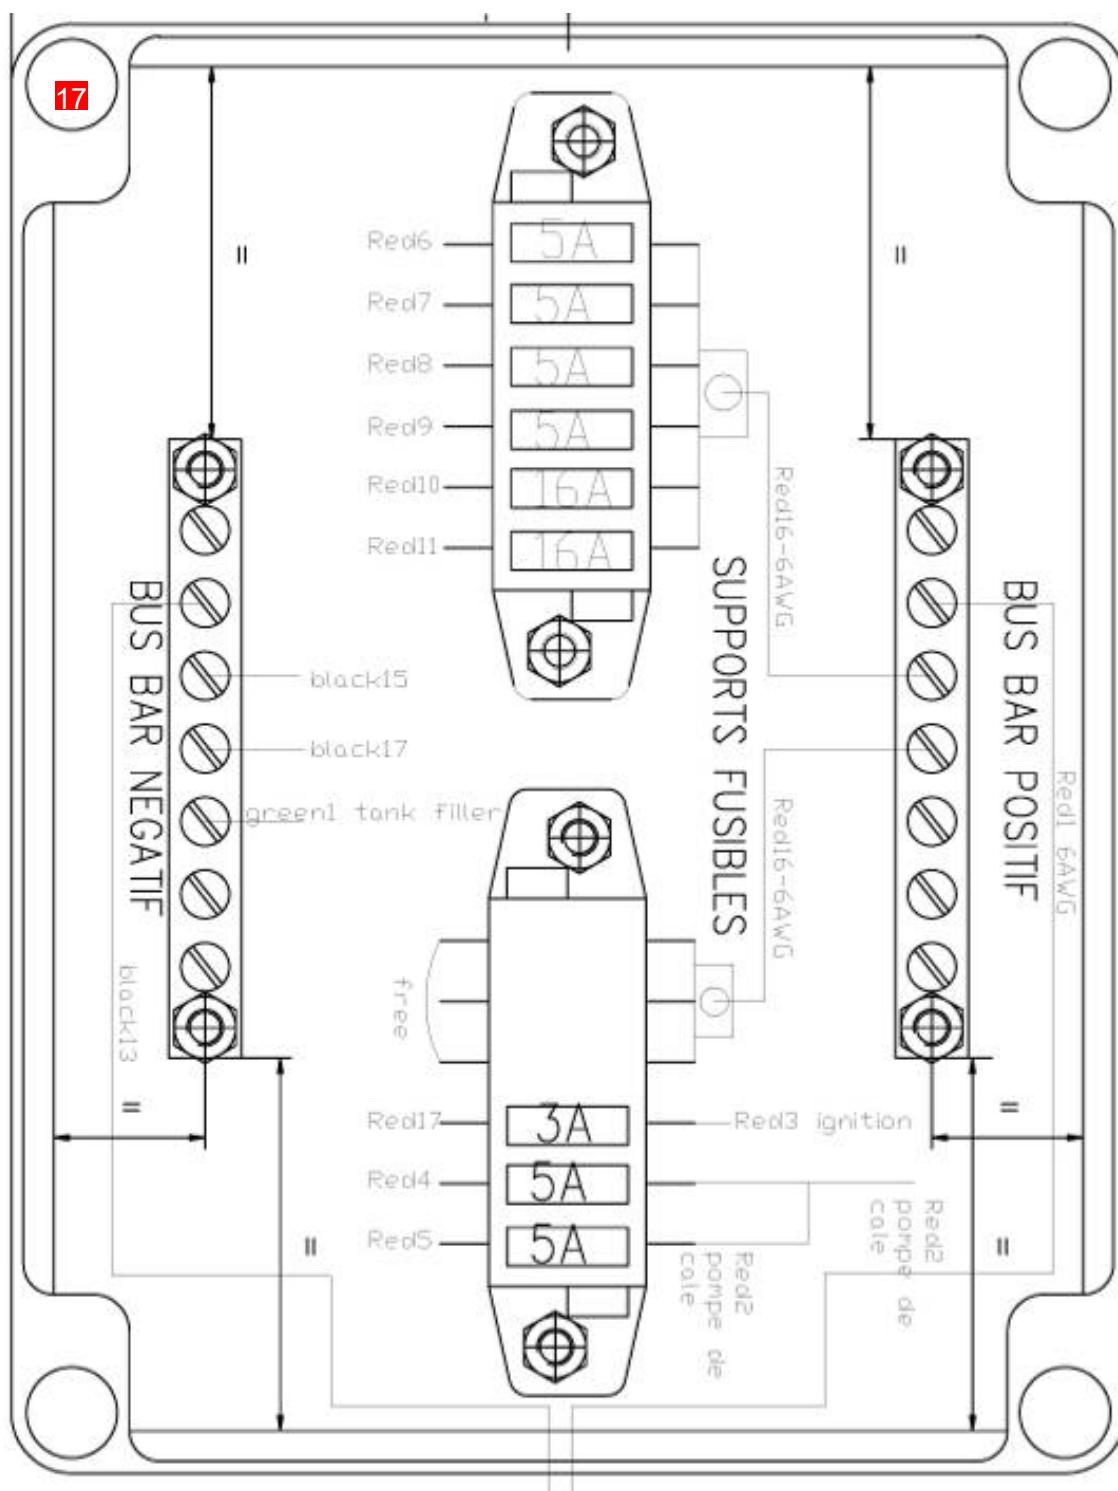 17
Red6
5A
Red7
5A
Red8
5A
Red9
5A
Red10
16A
Red11
16A
Red16-6AWG
SUPPORTS FUSIBLES
BUS BAR NEGATIF
BUS BAR POSITIF
black15
black17
green1 tank filler
Red1 6AWG
Red16-6AWG
black13
free
Red17
3A
Red3 ignition
Red4
5A
Red5
5A
Red2
pompe de
cale
Red2
pompe de
cale